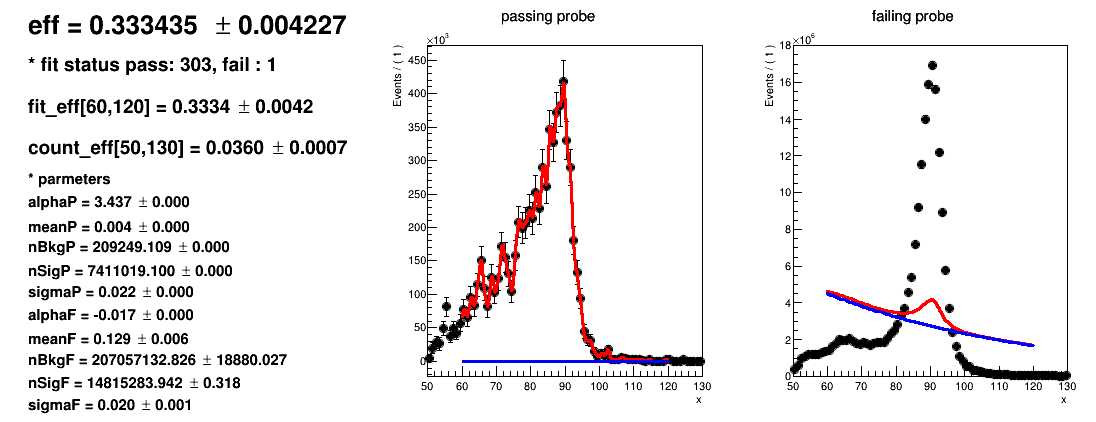 eff = 0.333435 ± 0.004227
* fit status pass: 303, fail : 1
fit_eff[60,120] = 0.3334 ± 0.0042
count_eff[50,130] = 0.0360 ± 0.0007
* parmeters
alphaP = 3.437 ± 0.000
meanP = 0.004 ± 0.000
nBkgP = 209249.109 ± 0.000
nSigP = 7411019.100 ± 0.000
sigmaP = 0.022 ± 0.000
alphaF = -0.017 ± 0.000
meanF = 0.129 ± 0.006
nBkgF = 207057132.826 ± 18880.027
nSigF = 14815283.942 ± 0.318
sigmaF = 0.020 ± 0.001
passing probe
×10³
Events / ( 1 )
450
400
350
300
250
200
150
100
50
0
50 60 70 80 90 100 110 120 130
x
failing probe
×10⁶
Events / ( 1 )
18
16
14
12
10
8
6
4
2
0
50 60 70 80 90 100 110 120 130
x